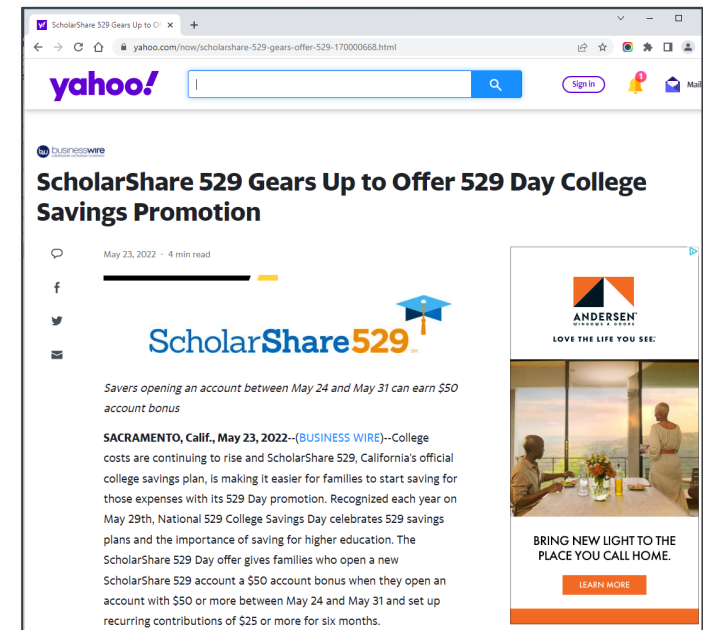 ScholarShare 529 Gears Up to Of
yahoo.com/now/scholarshare-529-gears-offer-529-170000668.html
yahoo!
Sign in
1
Mail
businesswire
ScholarShare 529 Gears Up to Offer 529 Day College
Savings Promotion
May 23, 2022 · 4 min read
ScholarShare529
Savers opening an account between May 24 and May 31 can earn $50
account bonus
SACRAMENTO, Calif., May 23, 2022--(BUSINESS WIRE)--College
costs are continuing to rise and ScholarShare 529, California's official
college savings plan, is making it easier for families to start saving for
those expenses with its 529 Day promotion. Recognized each year on
May 29th, National 529 College Savings Day celebrates 529 savings
plans and the importance of saving for higher education. The
ScholarShare 529 Day offer gives families who open a new
ScholarShare 529 account a $50 account bonus when they open an
account with $50 or more between May 24 and May 31 and set up
recurring contributions of $25 or more for six months.
ANDERSEN
WINDOWS & DOORS
LOVE THE LIFE YOU SEE.
BRING NEW LIGHT TO THE
PLACE YOU CALL HOME.
LEARN MORE